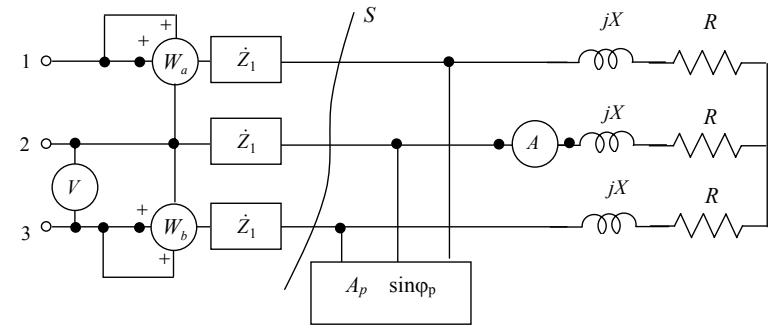 S
jX R
+
+
1 W_a Ż_1
jX R
2 Ż_1 A
jX R
V
+
3 W_b Ż_1
+
A_p sinφ_p